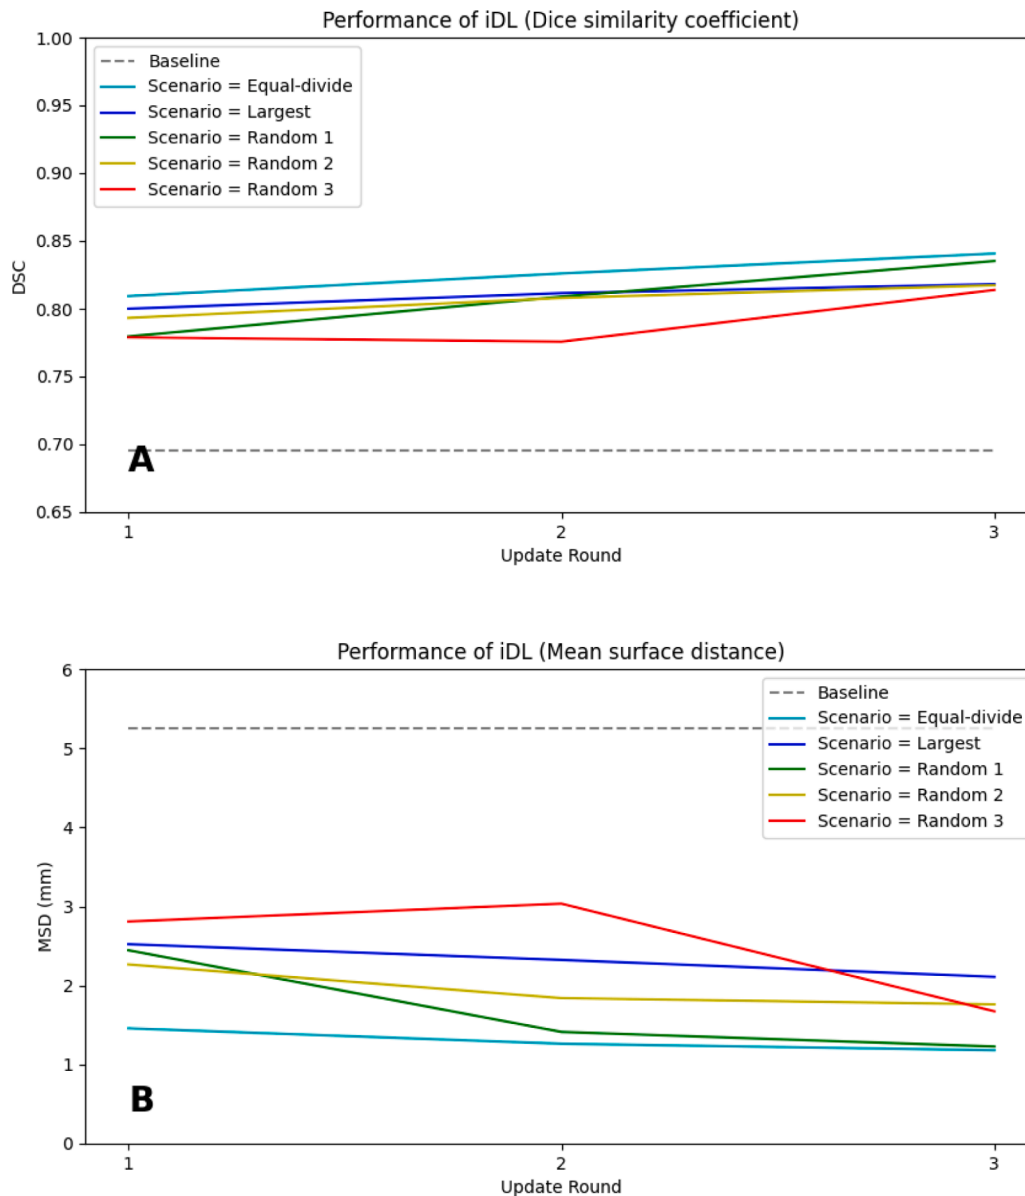 Performance of iDL (Dice similarity coefficient)
1.00
0.95
0.90
0.85
0.80
0.75
0.70
0.65
DSC
Baseline
Scenario = Equal-divide
Scenario = Largest
Scenario = Random 1
Scenario = Random 2
Scenario = Random 3
A
1 2 3
Update Round
Performance of iDL (Mean surface distance)
6
5
4
3
2
1
0
MSD (mm)
Baseline
Scenario = Equal-divide
Scenario = Largest
Scenario = Random 1
Scenario = Random 2
Scenario = Random 3
B
1 2 3
Update Round